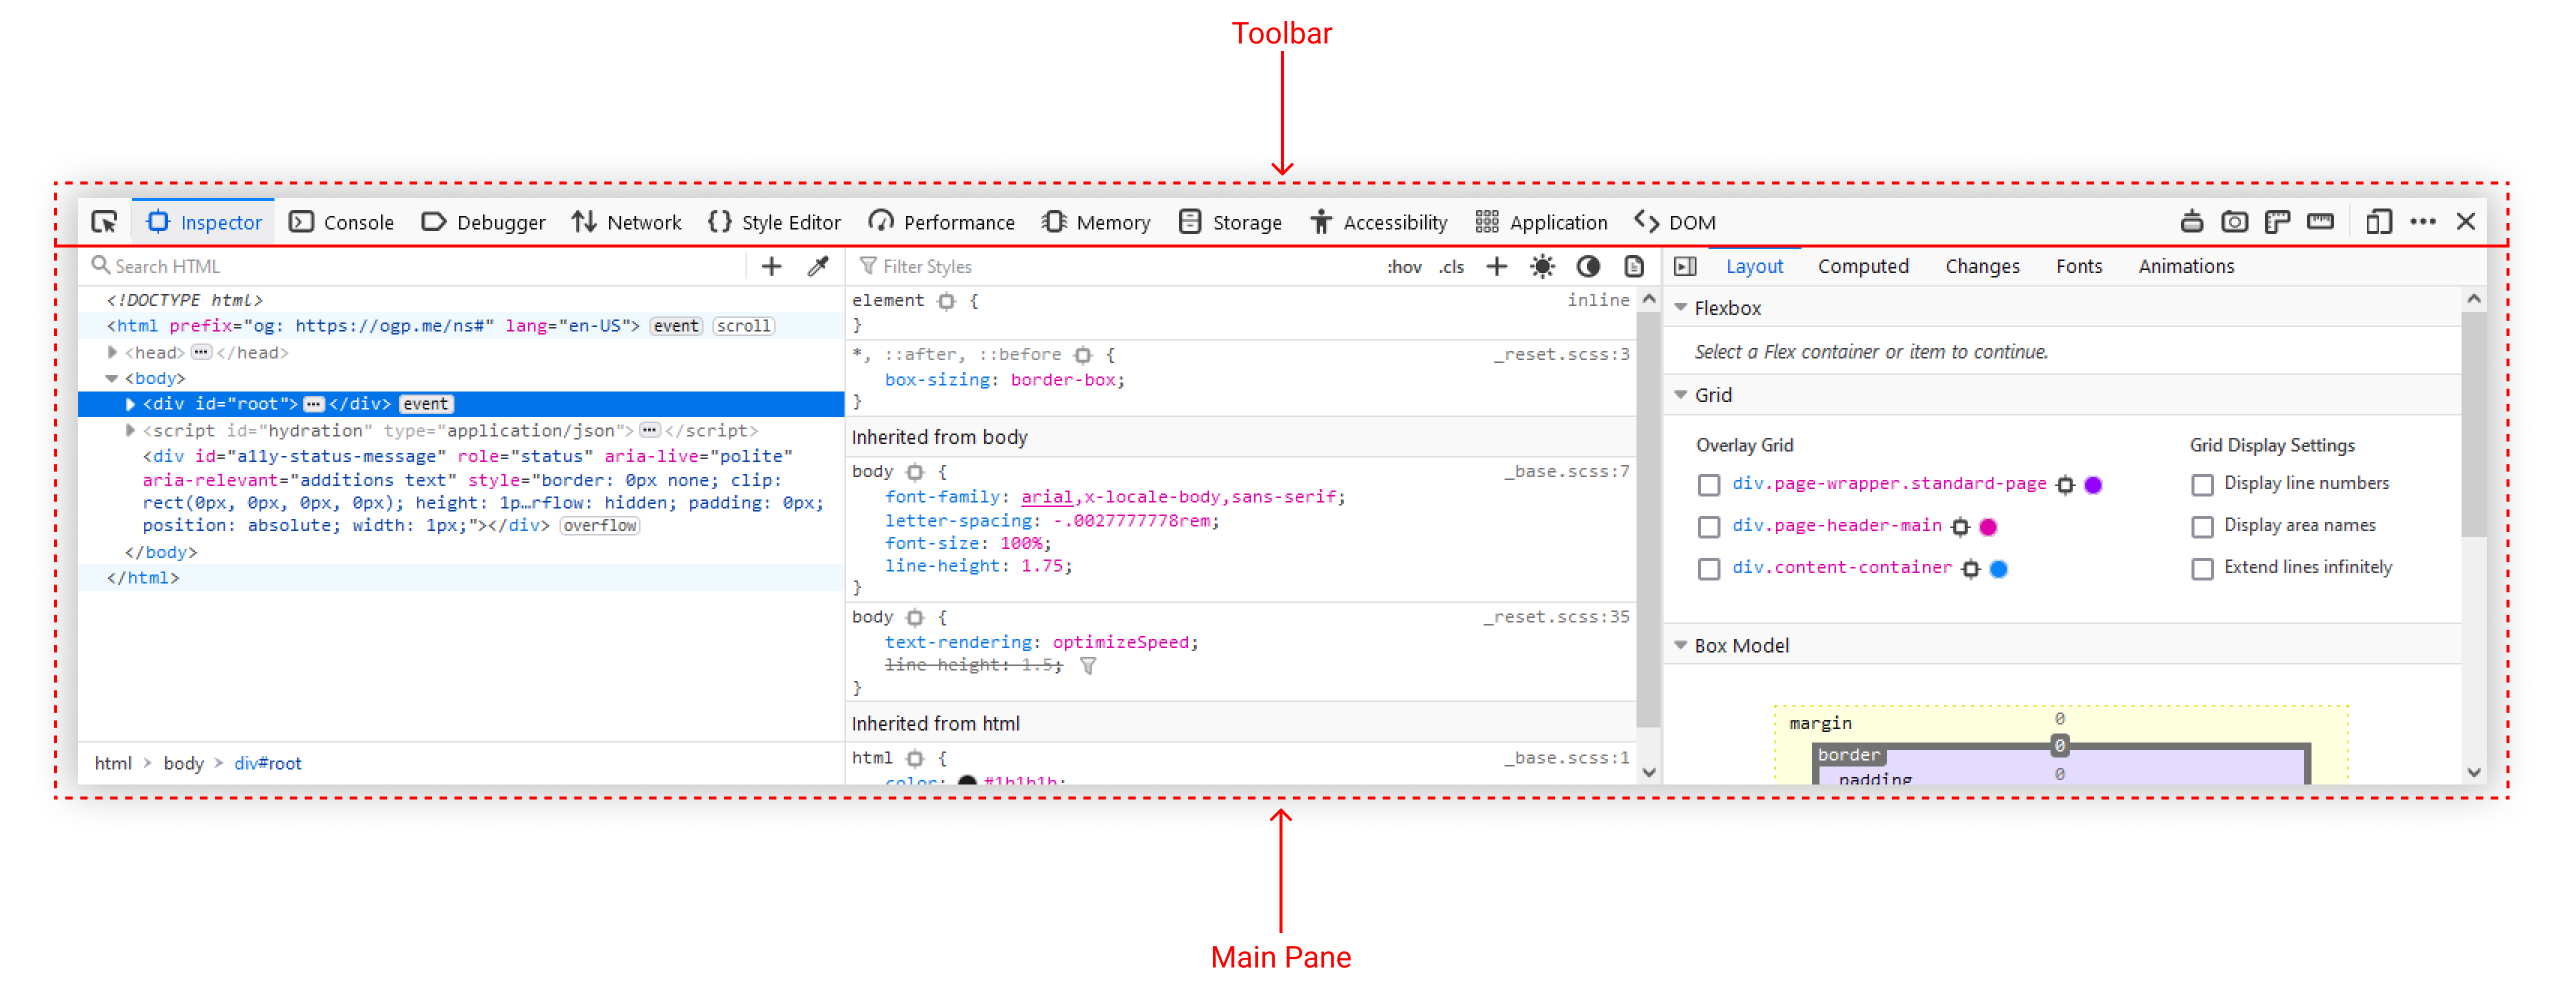 Toolbar
Inspector Console Debugger Network {} Style Editor Performance Memory Storage Accessibility Application DOM
Search HTML
<!DOCTYPE html>
<html prefix="og: https://ogp.me/ns#" lang="en-US"> event scroll
<head> ⋯ </head>
<body>
<div id="root"> ⋯ </div> event
<script id="hydration" type="application/json"> ⋯ </script>
<div id="a11y-status-message" role="status" aria-live="polite"
aria-relevant="additions text" style="border: 0px none; clip:
rect(0px, 0px, 0px, 0px); height: 1p…rflow: hidden; padding: 0px;
position: absolute; width: 1px;"></div> overflow
</body>
</html>
html > body > div#root
Filter Styles :hov .cls +
element { inline
}
*, ::after, ::before { _reset.scss:3
box-sizing: border-box;
}
Inherited from body
body { _base.scss:7
font-family: arial,x-locale-body,sans-serif;
letter-spacing: -.0027777778rem;
font-size: 100%;
line-height: 1.75;
}
body { _reset.scss:35
text-rendering: optimizeSpeed;
line-height: 1.5;
}
Inherited from html
html { _base.scss:1
color: #1b1b1b;
Layout Computed Changes Fonts Animations
Flexbox
Select a Flex container or item to continue.
Grid
Overlay Grid
div.page-wrapper.standard-page
div.page-header-main
div.content-container
Grid Display Settings
Display line numbers
Display area names
Extend lines infinitely
Box Model
margin 0
border 0
padding 0
Main Pane